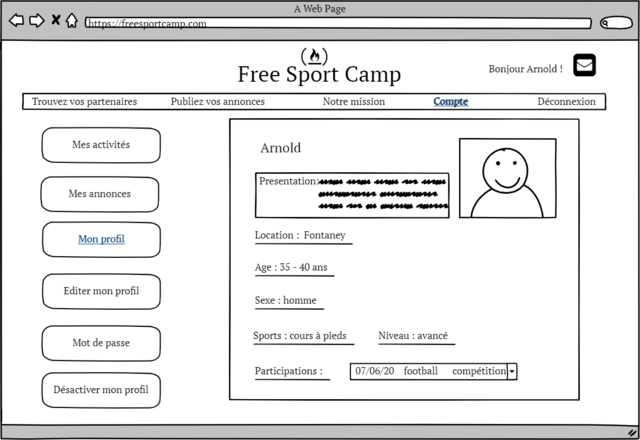 A Web Page
https://freesportcamp.com
Free Sport Camp
Bonjour Arnold !
Trouvez vos partenaires Publiez vos annonces Notre mission Compte Déconnexion
Mes activités
Mes annonces
Mon profil
Editer mon profil
Mot de passe
Désactiver mon profil
Arnold
Presentation:
Location : Fontaney
Age : 35 - 40 ans
Sexe : homme
Sports : cours à pieds Niveau : avancé
Participations : 07/06/20 football compétition